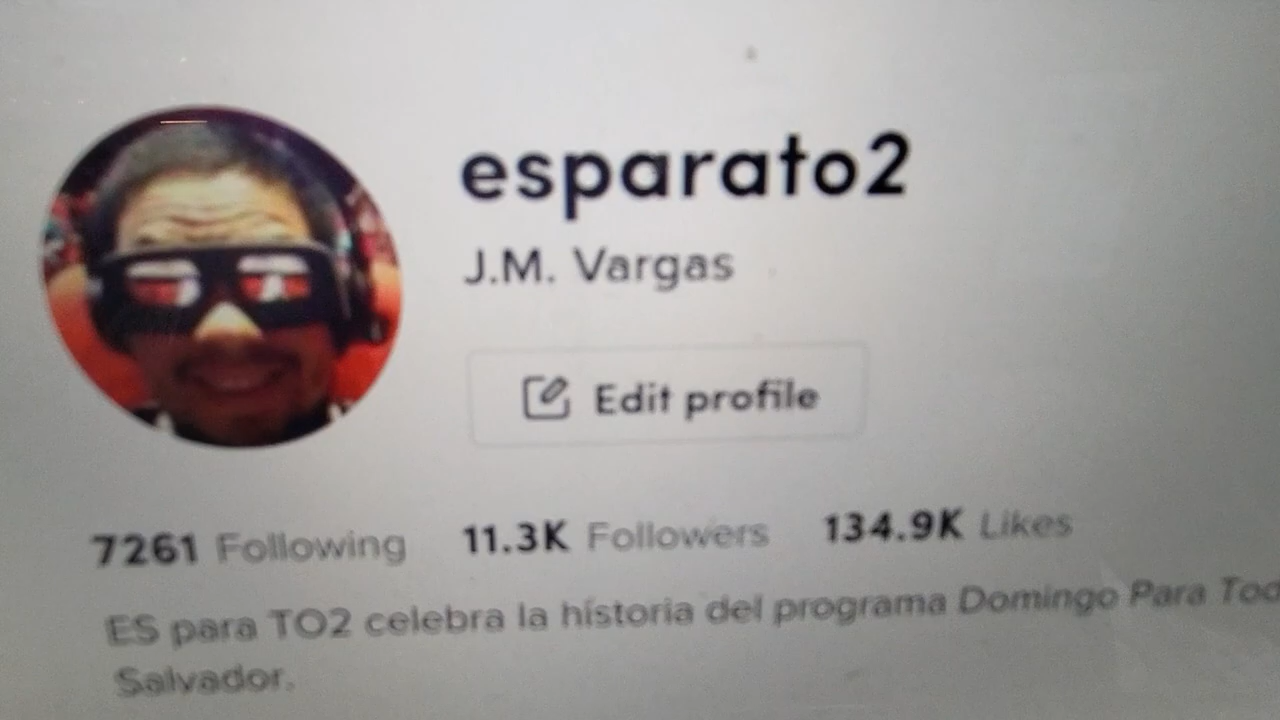 esparato2
J.M. Vargas
Edit profile
7261 Following 11.3K Followers 134.9K Likes
ES para TO2 celebra la historia del programa Domingo Para Too
Salvador.